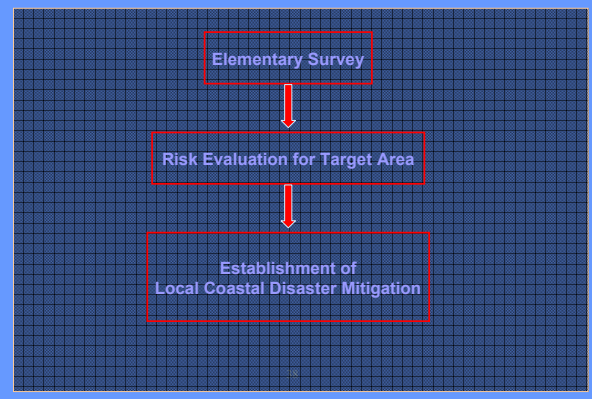 Elementary Survey
Risk Evaluation for Target Area
Establishment of
Local Coastal Disaster Mitigation